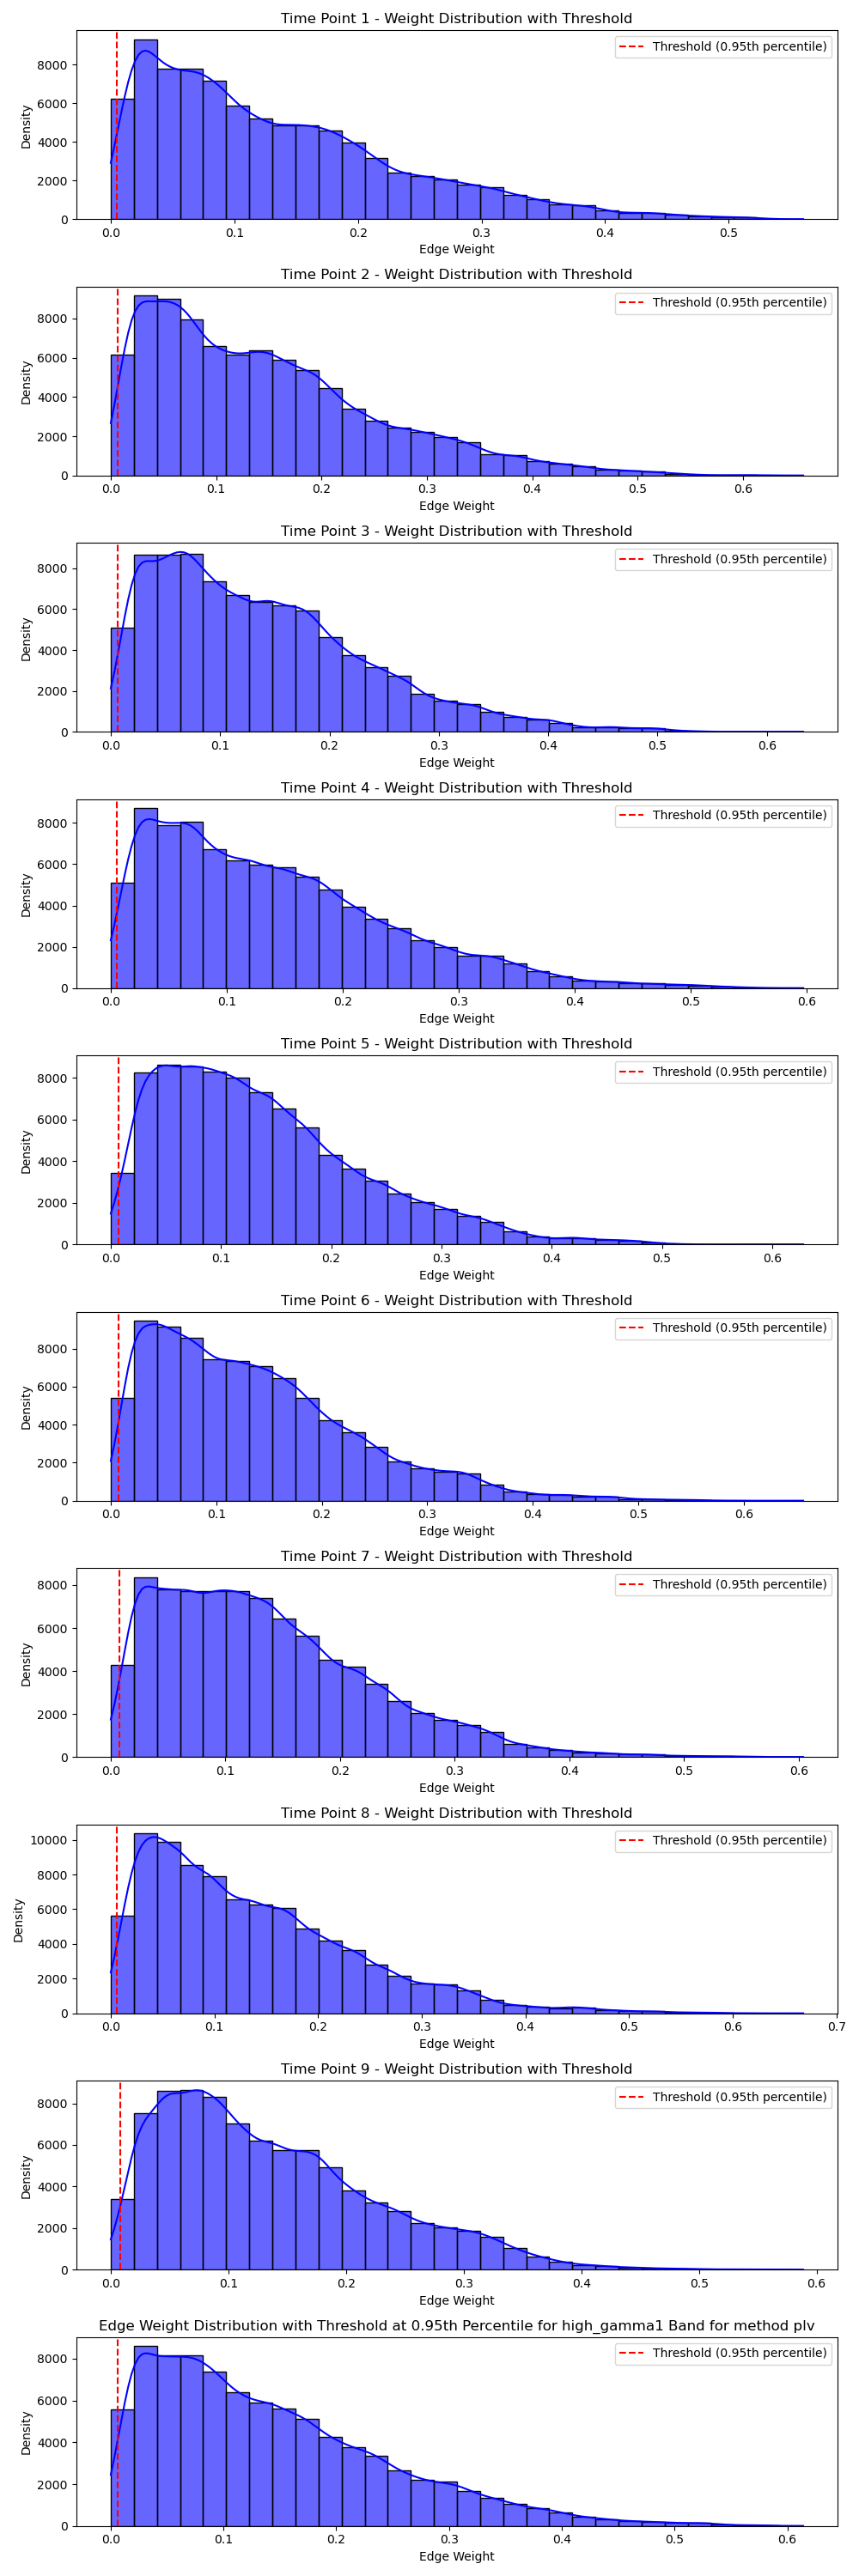 Time Point 1 - Weight Distribution with Threshold
Threshold (0.95th percentile)
Density
8000
6000
4000
2000
0
0.0 0.1 0.2 0.3 0.4 0.5
Edge Weight
Time Point 2 - Weight Distribution with Threshold
Threshold (0.95th percentile)
Density
8000
6000
4000
2000
0
0.0 0.1 0.2 0.3 0.4 0.5 0.6
Edge Weight
Time Point 3 - Weight Distribution with Threshold
Threshold (0.95th percentile)
Density
8000
6000
4000
2000
0
0.0 0.1 0.2 0.3 0.4 0.5 0.6
Edge Weight
Time Point 4 - Weight Distribution with Threshold
Threshold (0.95th percentile)
Density
8000
6000
4000
2000
0
0.0 0.1 0.2 0.3 0.4 0.5 0.6
Edge Weight
Time Point 5 - Weight Distribution with Threshold
Threshold (0.95th percentile)
Density
8000
6000
4000
2000
0
0.0 0.1 0.2 0.3 0.4 0.5 0.6
Edge Weight
Time Point 6 - Weight Distribution with Threshold
Threshold (0.95th percentile)
Density
8000
6000
4000
2000
0
0.0 0.1 0.2 0.3 0.4 0.5 0.6
Edge Weight
Time Point 7 - Weight Distribution with Threshold
Threshold (0.95th percentile)
Density
8000
6000
4000
2000
0
0.0 0.1 0.2 0.3 0.4 0.5 0.6
Edge Weight
Time Point 8 - Weight Distribution with Threshold
Threshold (0.95th percentile)
Density
10000
8000
6000
4000
2000
0
0.0 0.1 0.2 0.3 0.4 0.5 0.6 0.7
Edge Weight
Time Point 9 - Weight Distribution with Threshold
Threshold (0.95th percentile)
Density
8000
6000
4000
2000
0
0.0 0.1 0.2 0.3 0.4 0.5 0.6
Edge Weight
Edge Weight Distribution with Threshold at 0.95th Percentile for high_gamma1 Band for method plv
Threshold (0.95th percentile)
Density
8000
6000
4000
2000
0
0.0 0.1 0.2 0.3 0.4 0.5 0.6
Edge Weight